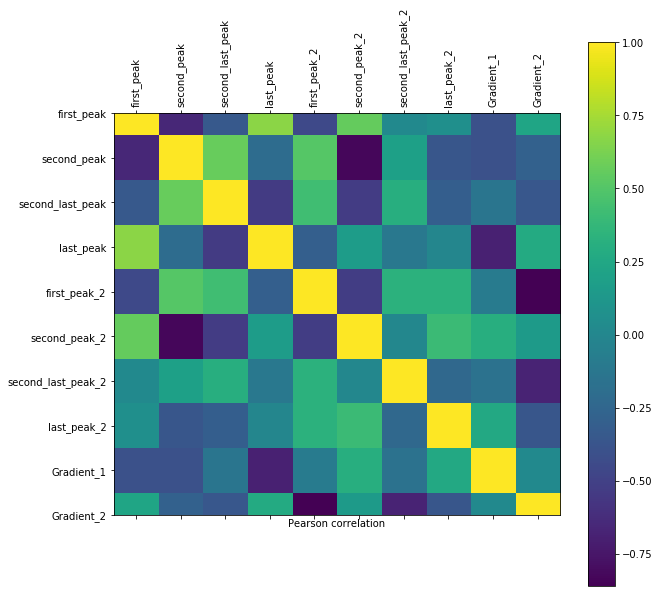 first_peak
second_peak
second_last_peak
last_peak
first_peak_2
second_peak_2
second_last_peak_2
last_peak_2
Gradient_1
Gradient_2
first_peak
second_peak
second_last_peak
last_peak
first_peak_2
second_peak_2
second_last_peak_2
last_peak_2
Gradient_1
Gradient_2
Pearson correlation
1.00
0.75
0.50
0.25
0.00
−0.25
−0.50
−0.75